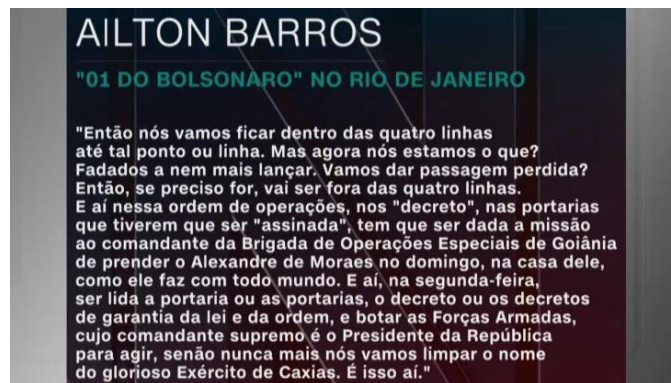 AILTON BARROS
"01 DO BOLSONARO" NO RIO DE JANEIRO
"Então nós vamos ficar dentro das quatro linhas
até tal ponto ou linha. Mas agora nós estamos o que?
Fadados a nem mais lançar. Vamos dar passagem perdida?
Então, se preciso for, vai ser fora das quatro linhas.
E aí nessa ordem de operações, nos "decreto", nas portarias
que tiverem que ser "assinada", tem que ser dada a missão
ao comandante da Brigada de Operações Especiais de Goiânia
de prender o Alexandre de Moraes no domingo, na casa dele,
como ele faz com todo mundo. E aí, na segunda-feira,
ser lida a portaria ou as portarias, o decreto ou os decretos
de garantia da lei e da ordem, e botar as Forças Armadas,
cujo comandante supremo é o Presidente da República
para agir, senão nunca mais nós vamos limpar o nome
do glorioso Exército de Caxias. É isso aí."